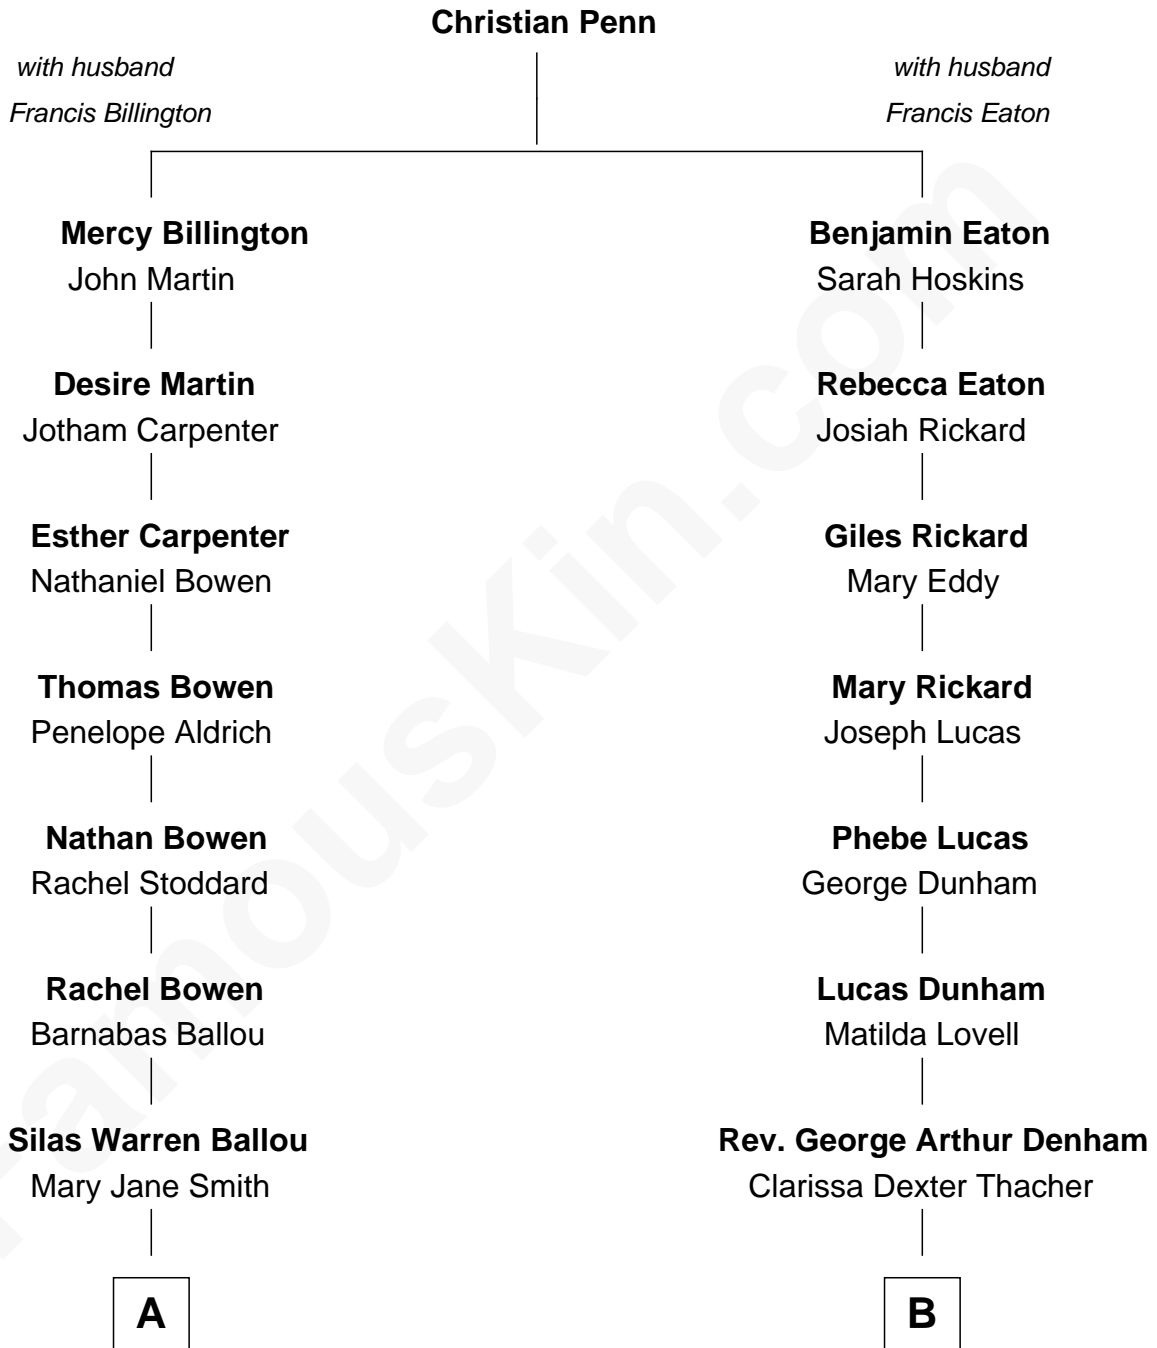 Christian Penn
with husband
Francis Billington
with husband
Francis Eaton
Mercy Billington
John Martin
Benjamin Eaton
Sarah Hoskins
Desire Martin
Jotham Carpenter
Rebecca Eaton
Josiah Rickard
Esther Carpenter
Nathaniel Bowen
Giles Rickard
Mary Eddy
Thomas Bowen
Penelope Aldrich
Mary Rickard
Joseph Lucas
Nathan Bowen
Rachel Stoddard
Phebe Lucas
George Dunham
Rachel Bowen
Barnabas Ballou
Lucas Dunham
Matilda Lovell
Silas Warren Ballou
Mary Jane Smith
Rev. George Arthur Denham
Clarissa Dexter Thacher
A
B
FamousKin.com